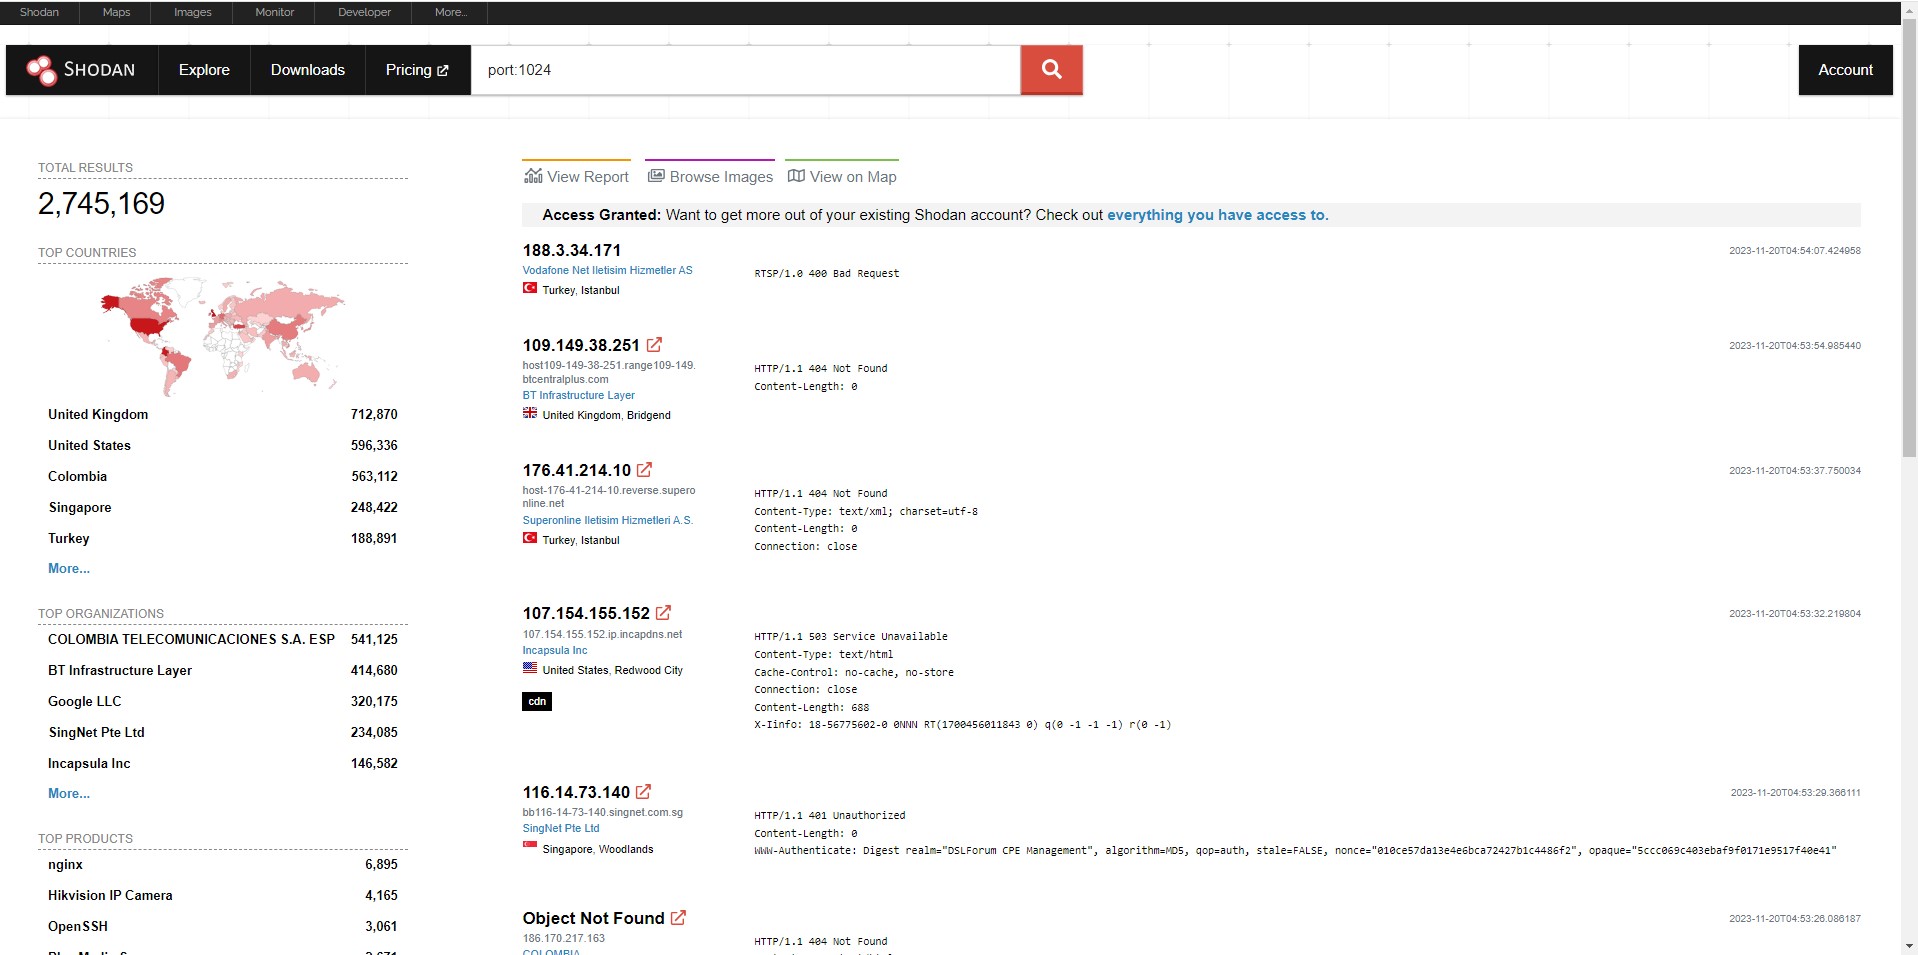 Shodan Maps Images Monitor Developer More...
SHODAN Explore Downloads Pricing port:1024 Account
TOTAL RESULTS
2,745,169
TOP COUNTRIES
United Kingdom 712,870
United States 596,336
Colombia 563,112
Singapore 248,422
Turkey 188,891
More...
TOP ORGANIZATIONS
COLOMBIA TELECOMUNICACIONES S.A. ESP 541,125
BT Infrastructure Layer 414,680
Google LLC 320,175
SingNet Pte Ltd 234,085
Incapsula Inc 146,582
More...
TOP PRODUCTS
nginx 6,895
Hikvision IP Camera 4,165
OpenSSH 3,061
View Report Browse Images View on Map
Access Granted: Want to get more out of your existing Shodan account? Check out everything you have access to.
188.3.34.171
2023-11-20T04:54:07.424958
Vodafone Net Iletisim Hizmetler AS
Turkey, Istanbul
RTSP/1.0 400 Bad Request
109.149.38.251
2023-11-20T04:53:54.985440
host109-149-38-251.range109-149.
btcentralplus.com
BT Infrastructure Layer
United Kingdom, Bridgend
HTTP/1.1 404 Not Found
Content-Length: 0
176.41.214.10
2023-11-20T04:53:37.750034
host-176-41-214-10.reverse.supero
nline.net
Superonline Iletisim Hizmetleri A.S.
Turkey, Istanbul
HTTP/1.1 404 Not Found
Content-Type: text/xml; charset=utf-8
Content-Length: 0
Connection: close
107.154.155.152
2023-11-20T04:53:32.219804
107.154.155.152.ip.incapdns.net
Incapsula Inc
United States, Redwood City
cdn
HTTP/1.1 503 Service Unavailable
Content-Type: text/html
Cache-Control: no-cache, no-store
Connection: close
Content-Length: 688
X-Iinfo: 18-56775602-0 0NNN RT(1700456011843 0) q(0 -1 -1 -1) r(0 -1)
116.14.73.140
2023-11-20T04:53:29.366111
bb116-14-73-140.singnet.com.sg
SingNet Pte Ltd
Singapore, Woodlands
HTTP/1.1 401 Unauthorized
Content-Length: 0
WWW-Authenticate: Digest realm="DSLForum CPE Management", algorithm=MD5, qop=auth, stale=FALSE, nonce="010ce57da13e4e6bca72427b1c4486f2", opaque="5ccc069c403ebaf9f0171e9517f40e41"
Object Not Found
2023-11-20T04:53:26.086187
186.170.217.163
COLOMBIA
HTTP/1.1 404 Not Found